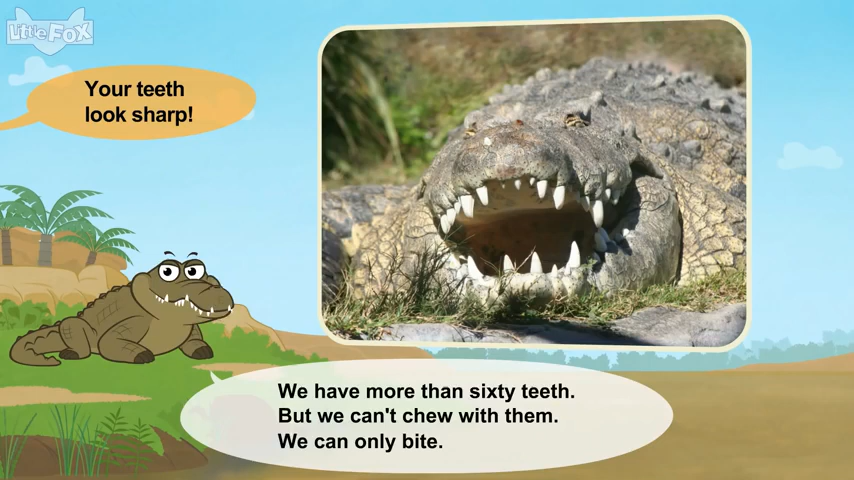 Little Fox
Your teeth
look sharp!
We have more than sixty teeth.
But we can't chew with them.
We can only bite.